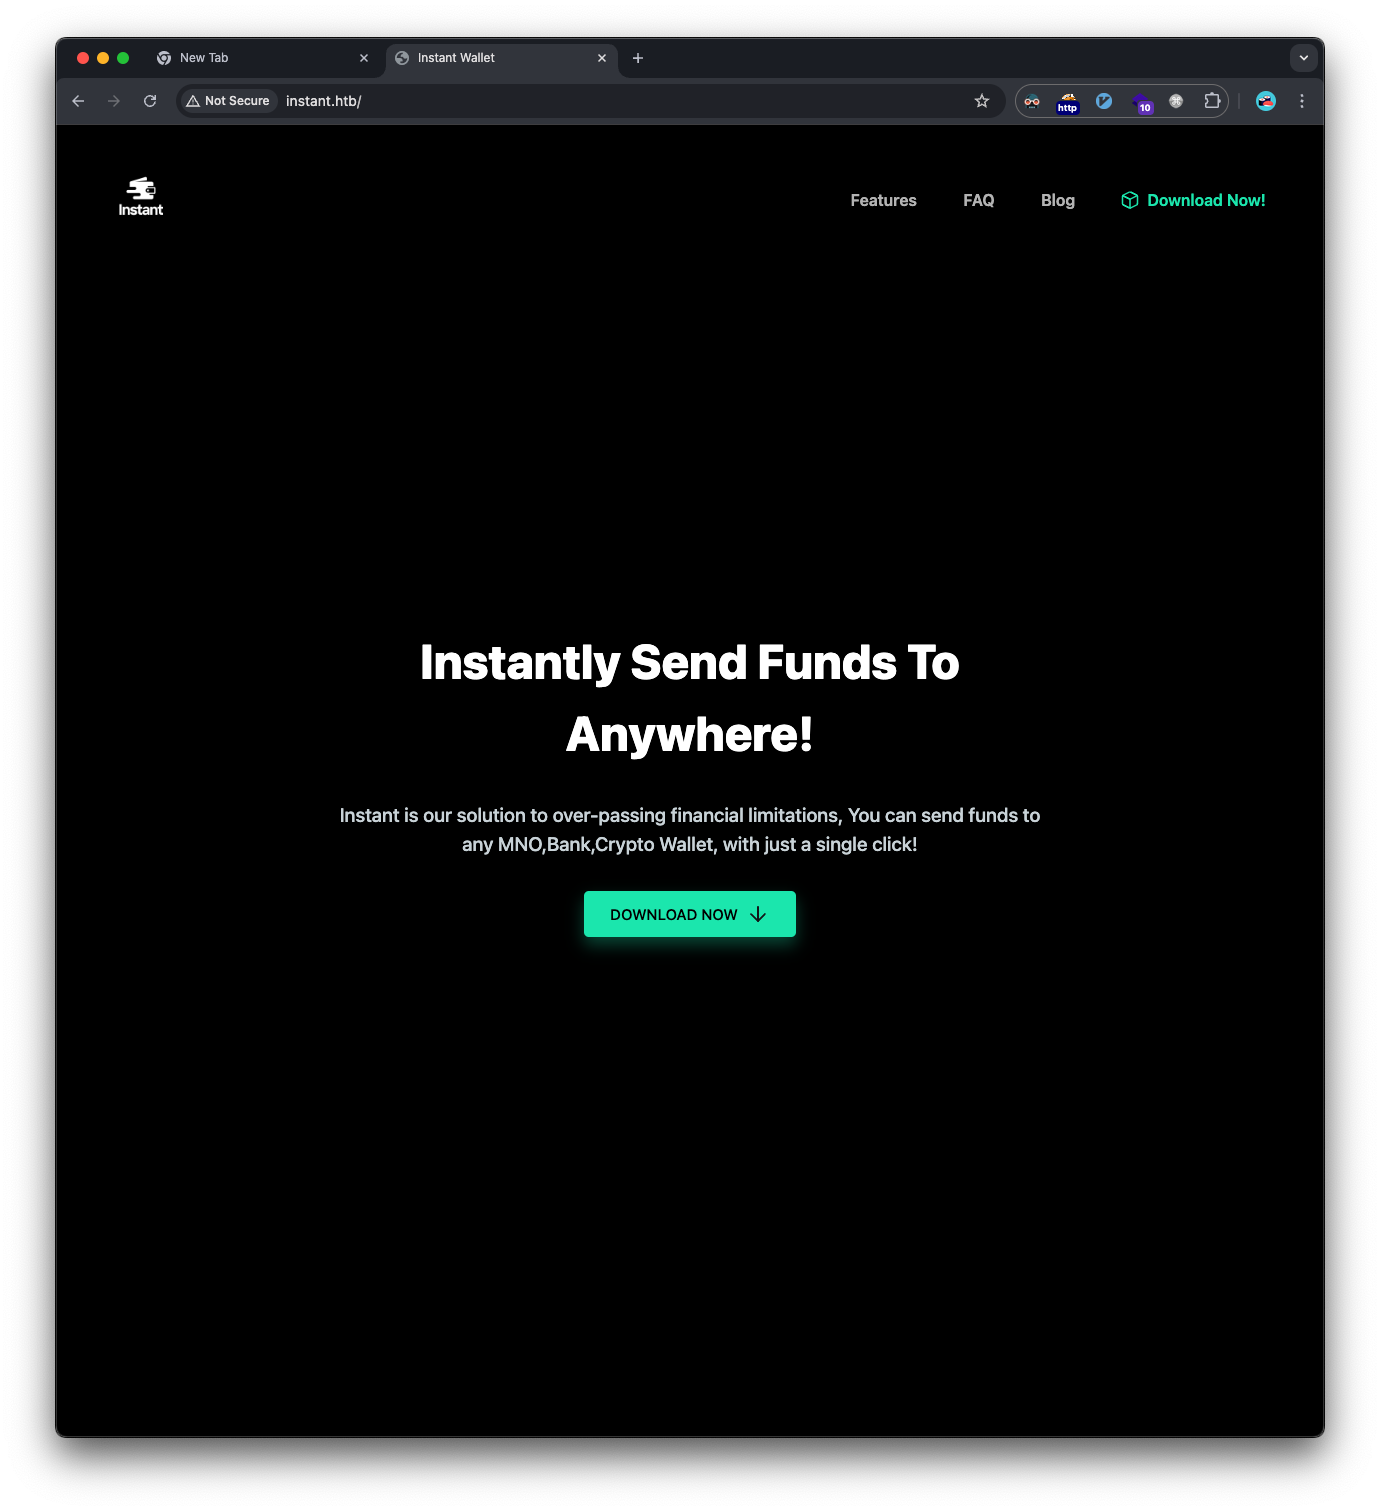 New Tab
Instant Wallet
Not Secure
instant.htb/
http
10
Instant
Features
FAQ
Blog
Download Now!
Instantly Send Funds To
Anywhere!
Instant is our solution to over-passing financial limitations, You can send funds to
any MNO,Bank,Crypto Wallet, with just a single click!
DOWNLOAD NOW